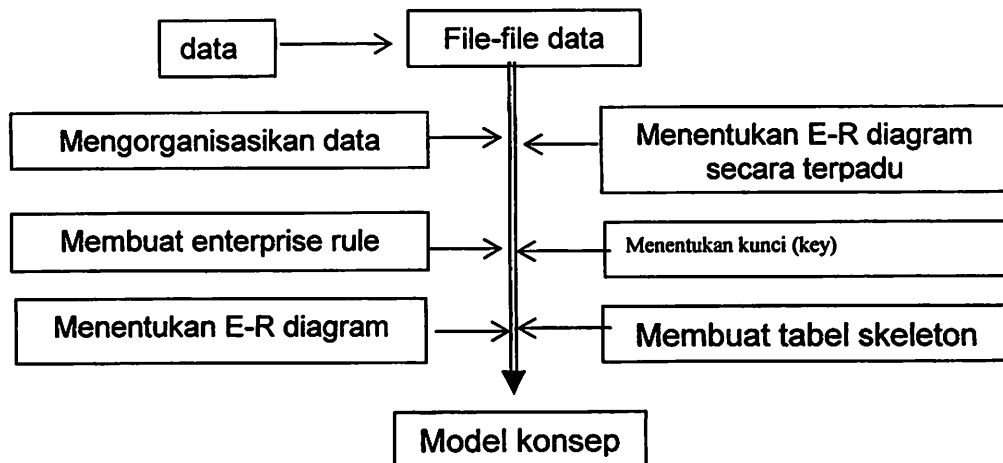 data
File-file data
Mengorganisasikan data
Menentukan E-R diagram
secara terpadu
Membuat enterprise rule
Menentukan kunci (key)
Menentukan E-R diagram
Membuat tabel skeleton
Model konsep